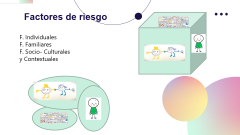 Factores de riesgo
F. Individuales
F. Familiares
F. Socio- Culturales
y Contextuales